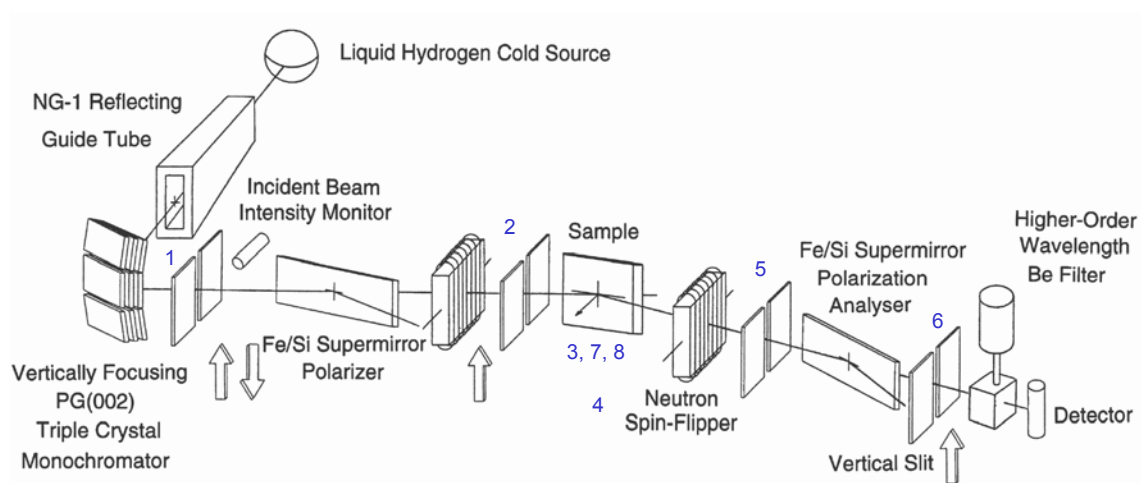 Liquid Hydrogen Cold Source
NG-1 Reflecting
Guide Tube
Incident Beam
Intensity Monitor
1
2
Sample
Higher-Order
Wavelength
Be Filter
Fe/Si Supermirror
Polarization
Analyser
5
6
Fe/Si Supermirror
Polarizer
3, 7, 8
4
Neutron
Spin-Flipper
Vertically Focusing
PG(002)
Triple Crystal
Monochromator
Detector
Vertical Slit